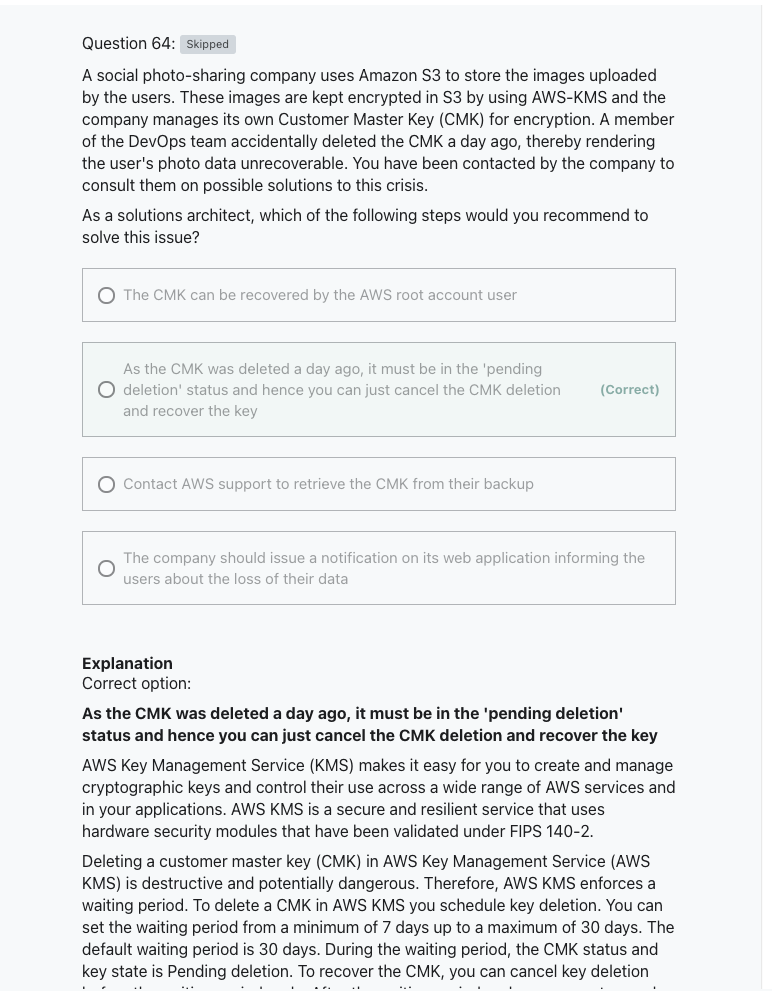 Question 64: Skipped
A social photo-sharing company uses Amazon S3 to store the images uploaded
by the users. These images are kept encrypted in S3 by using AWS-KMS and the
company manages its own Customer Master Key (CMK) for encryption. A member
of the DevOps team accidentally deleted the CMK a day ago, thereby rendering
the user's photo data unrecoverable. You have been contacted by the company to
consult them on possible solutions to this crisis.
As a solutions architect, which of the following steps would you recommend to
solve this issue?
The CMK can be recovered by the AWS root account user
As the CMK was deleted a day ago, it must be in the 'pending
deletion' status and hence you can just cancel the CMK deletion
and recover the key
(Correct)
Contact AWS support to retrieve the CMK from their backup
The company should issue a notification on its web application informing the
users about the loss of their data
Explanation
Correct option:
As the CMK was deleted a day ago, it must be in the 'pending deletion'
status and hence you can just cancel the CMK deletion and recover the key
AWS Key Management Service (KMS) makes it easy for you to create and manage
cryptographic keys and control their use across a wide range of AWS services and
in your applications. AWS KMS is a secure and resilient service that uses
hardware security modules that have been validated under FIPS 140-2.
Deleting a customer master key (CMK) in AWS Key Management Service (AWS
KMS) is destructive and potentially dangerous. Therefore, AWS KMS enforces a
waiting period. To delete a CMK in AWS KMS you schedule key deletion. You can
set the waiting period from a minimum of 7 days up to a maximum of 30 days. The
default waiting period is 30 days. During the waiting period, the CMK status and
key state is Pending deletion. To recover the CMK, you can cancel key deletion